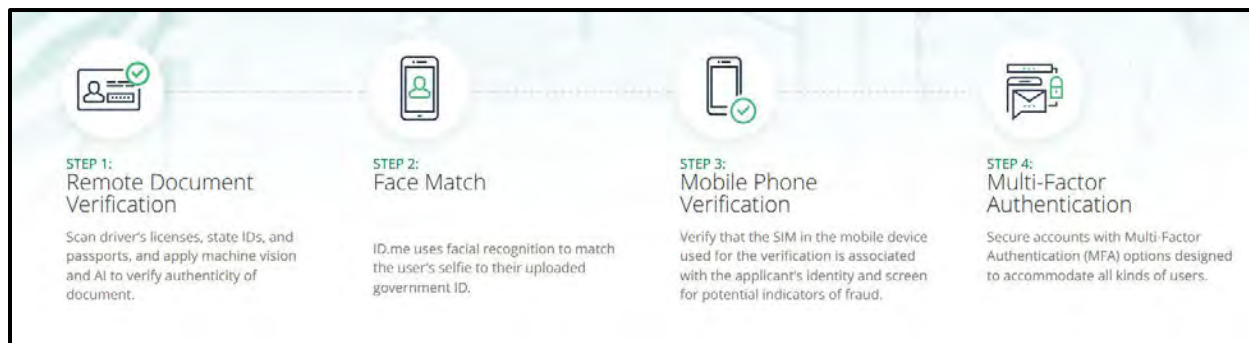 STEP 1:
Remote Document
Verification
Scan driver's licenses, state IDs, and
passports, and apply machine vision
and AI to verify authenticity of
document.
STEP 2:
Face Match
ID.me uses facial recognition to match
the user's selfie to their uploaded
government ID.
STEP 3:
Mobile Phone
Verification
Verify that the SIM in the mobile device
used for the verification is associated
with the applicant's identity and screen
for potential indicators of fraud.
STEP 4:
Multi-Factor
Authentication
Secure accounts with Multi-Factor
Authentication (MFA) options designed
to accommodate all kinds of users.